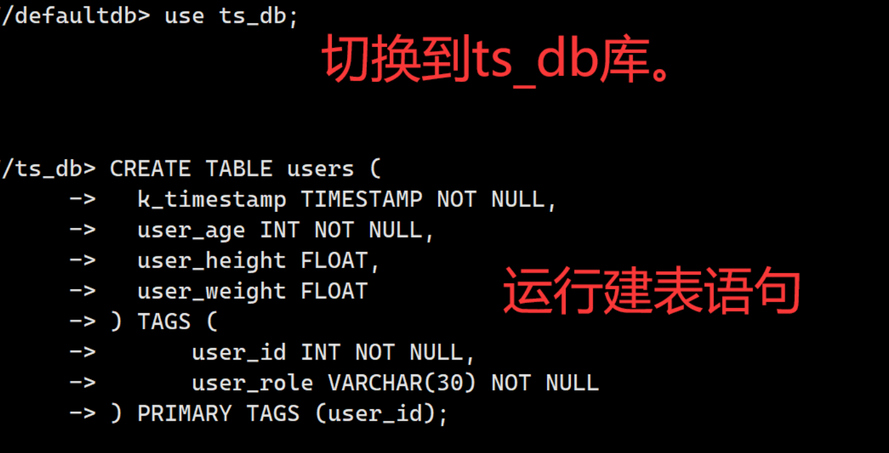 /defaultdb> use ts_db;
切换到ts_db库。
/ts_db> CREATE TABLE users (
->   k_timestamp TIMESTAMP NOT NULL,
->   user_age INT NOT NULL,
->   user_height FLOAT,
->   user_weight FLOAT
运行建表语句
-> ) TAGS (
->       user_id INT NOT NULL,
->       user_role VARCHAR(30) NOT NULL
-> ) PRIMARY TAGS (user_id);